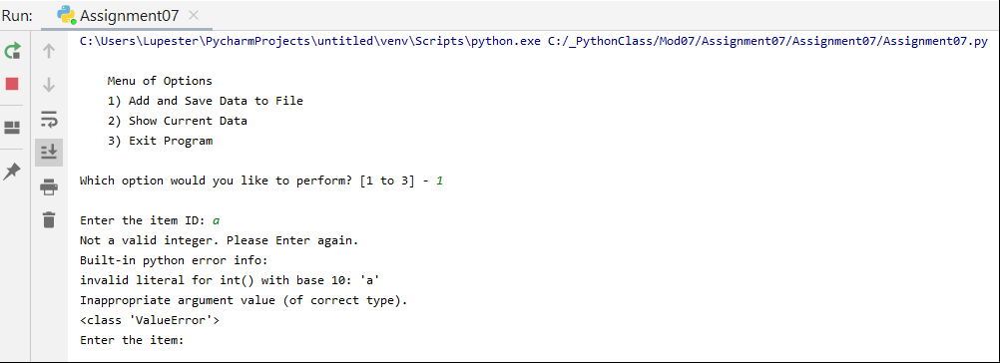 Run: Assignment07
C:\Users\Lupester\PycharmProjects\untitled\venv\Scripts\python.exe C:/_PythonClass/Mod07/Assignment07/Assignment07/Assignment07.py
Menu of Options
1) Add and Save Data to File
2) Show Current Data
3) Exit Program
Which option would you like to perform? [1 to 3] - 1
Enter the item ID: a
Not a valid integer. Please Enter again.
Built-in python error info:
invalid literal for int() with base 10: 'a'
Inappropriate argument value (of correct type).
<class 'ValueError'>
Enter the item: